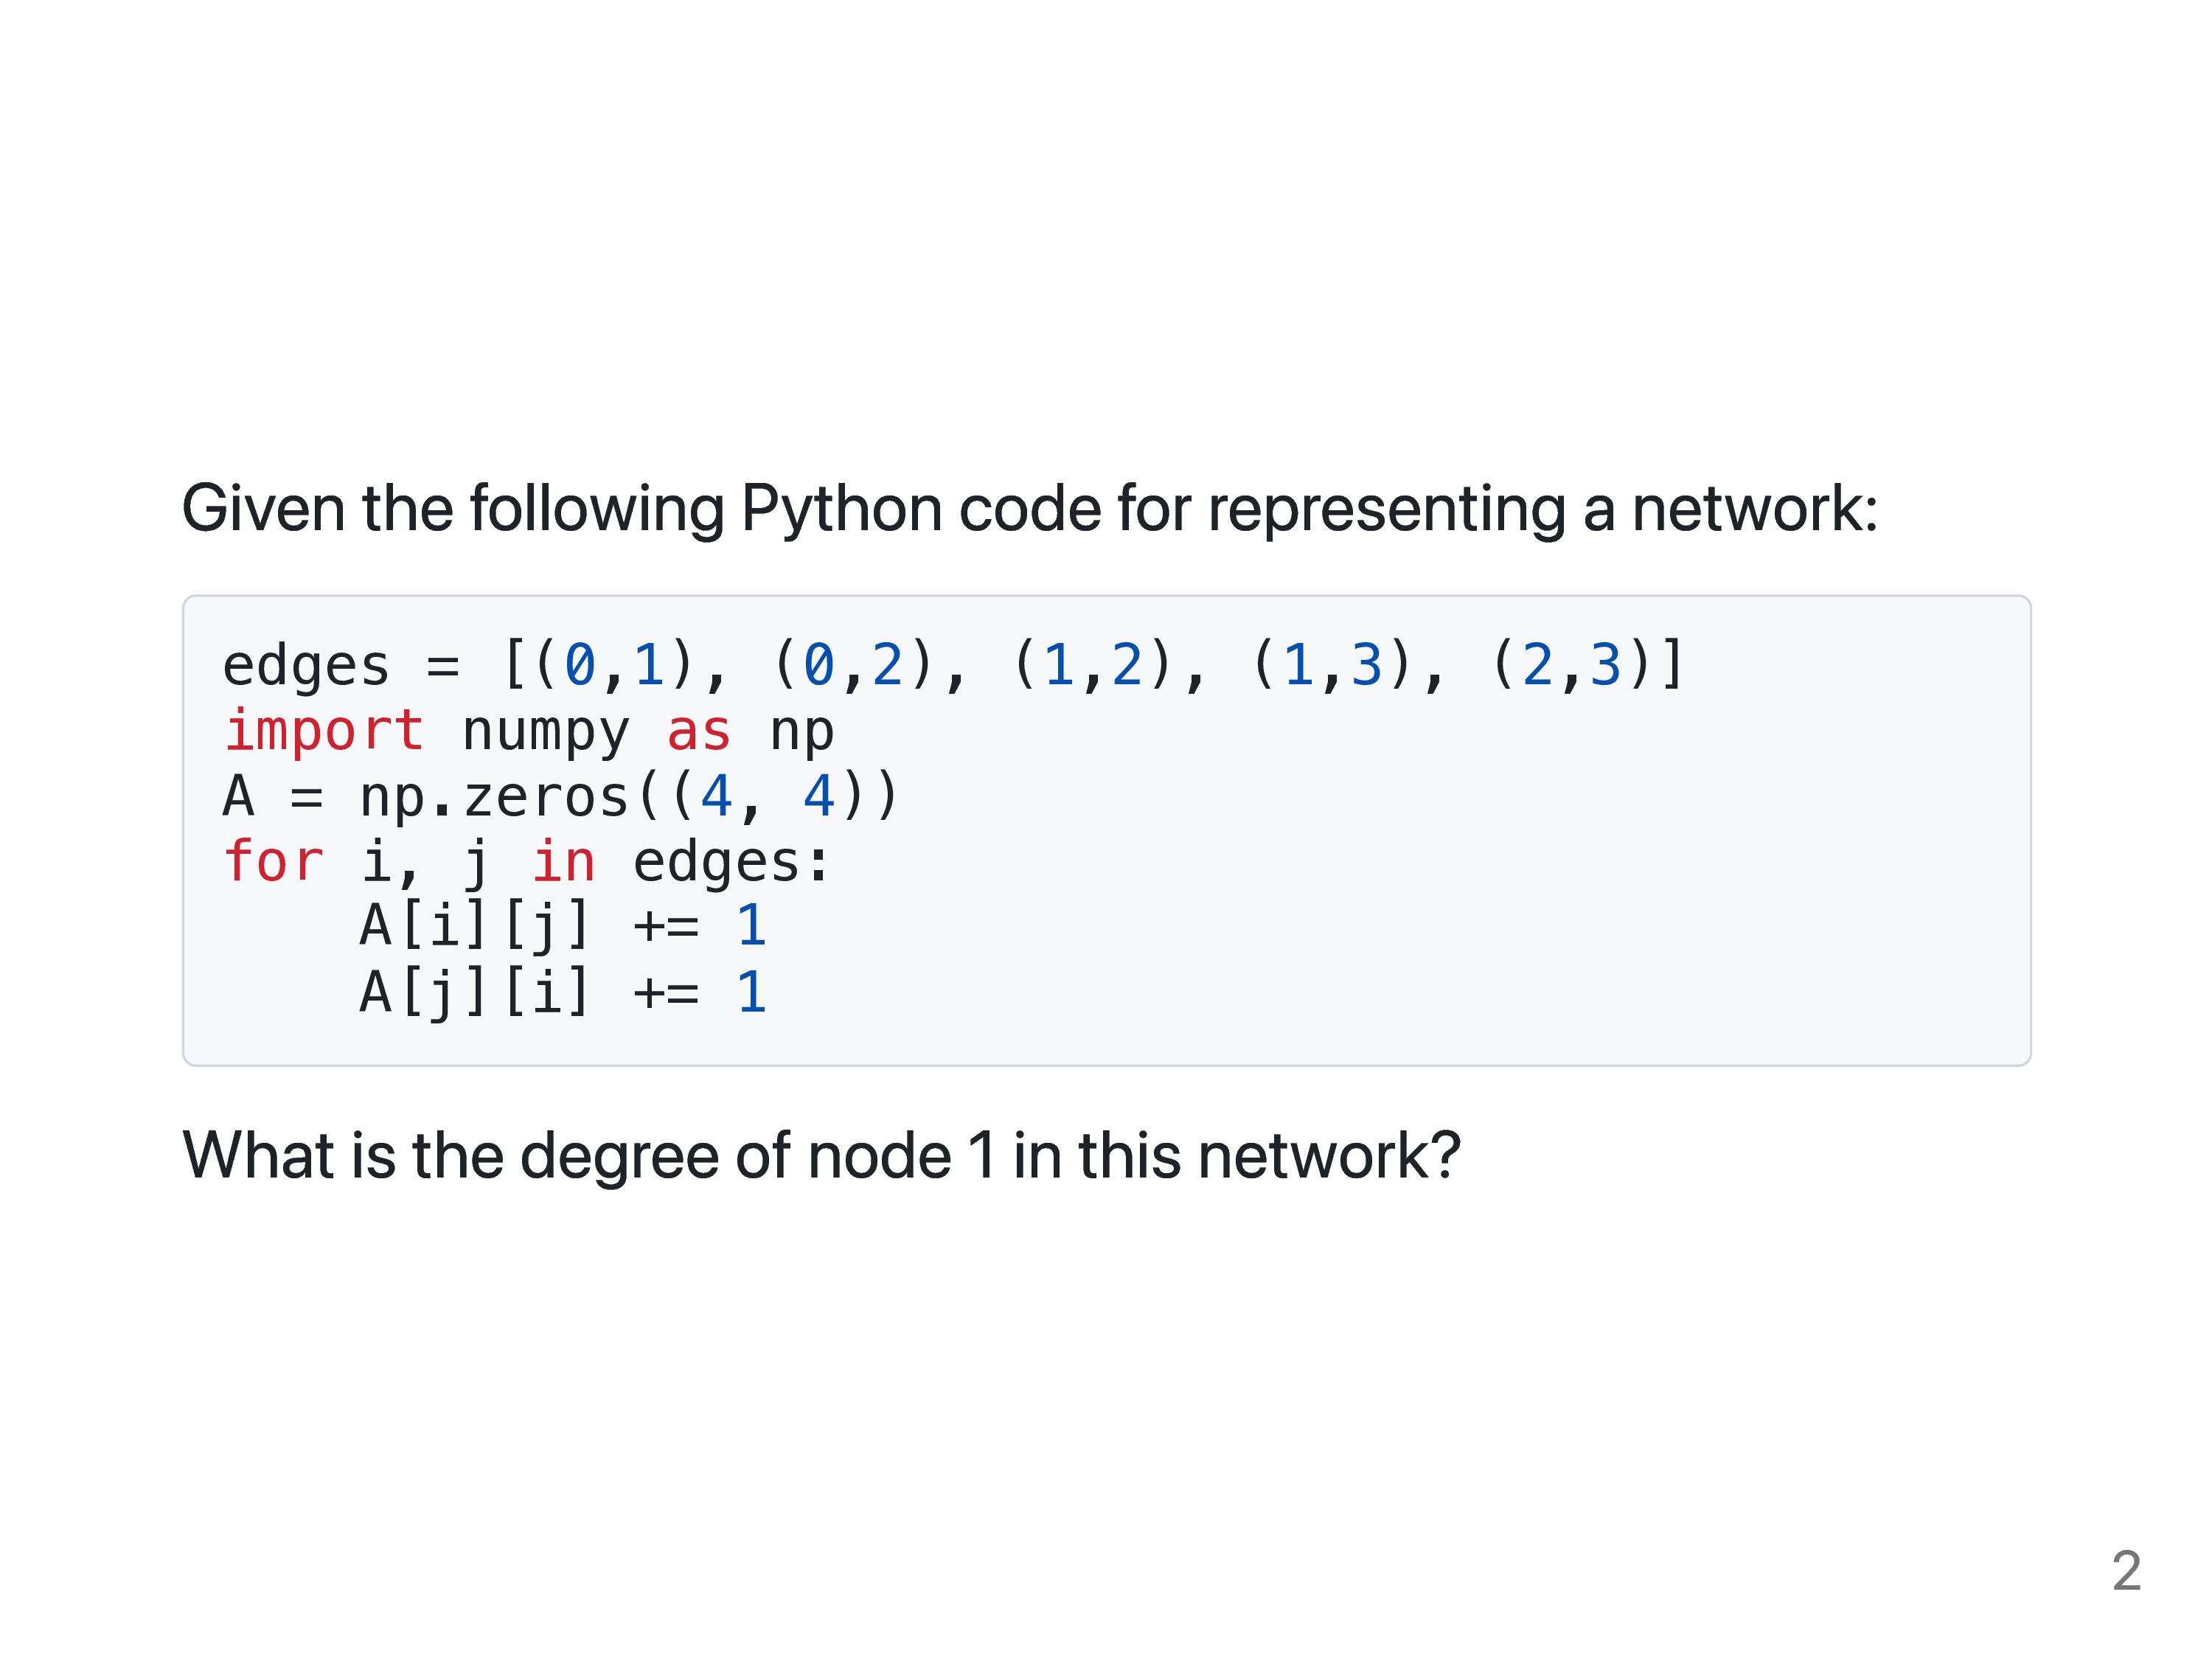 Given the following Python code for representing a network:
edges = [(0,1), (0,2), (1,2), (1,3), (2,3)]
import numpy as np
A = np.zeros((4, 4))
for i, j in edges:
    A[i][j] += 1
    A[j][i] += 1
What is the degree of node 1 in this network?
2